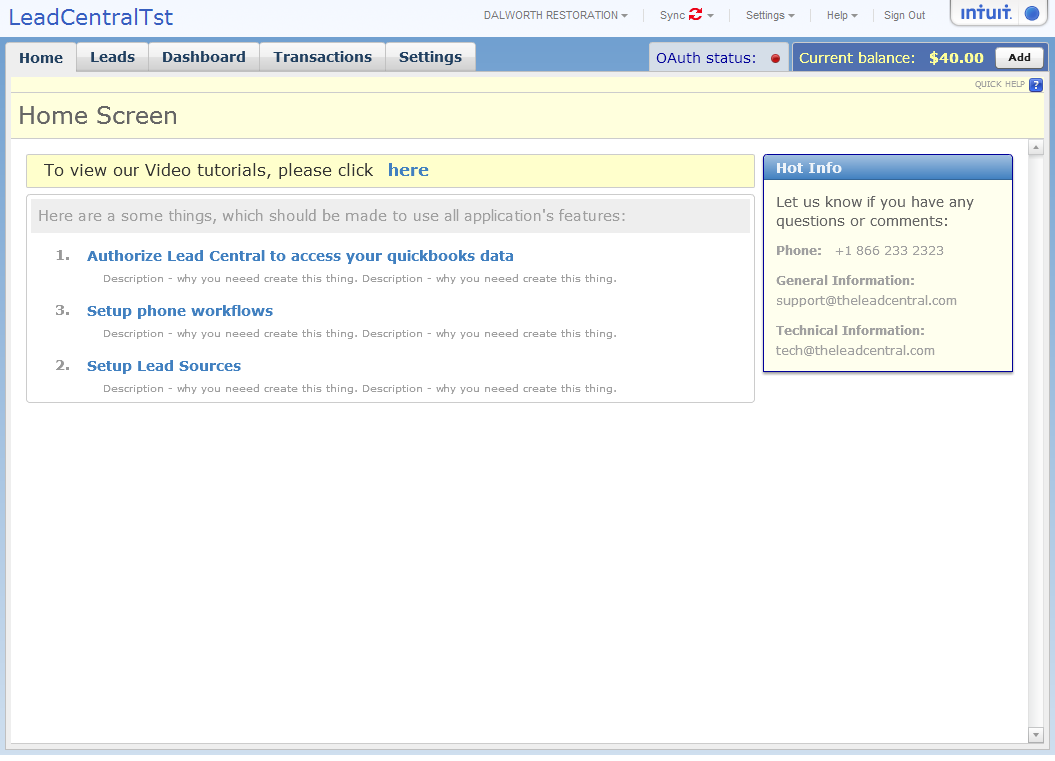 LeadCentralTst
DALWORTH RESTORATION
Sync
Settings
Help
Sign Out
intuit.
Home
Leads
Dashboard
Transactions
Settings
OAuth status:
Current balance: $40.00
Add
QUICK HELP ?
Home Screen
To view our Video tutorials, please click here
Here are a some things, which should be made to use all application's features:
1. Authorize Lead Central to access your quickbooks data
Description - why you neeed create this thing. Description - why you neeed create this thing.
3. Setup phone workflows
Description - why you neeed create this thing. Description - why you neeed create this thing.
2. Setup Lead Sources
Description - why you neeed create this thing. Description - why you neeed create this thing.
Hot Info
Let us know if you have any
questions or comments:
Phone: +1 866 233 2323
General Information:
support@theleadcentral.com
Technical Information:
tech@theleadcentral.com